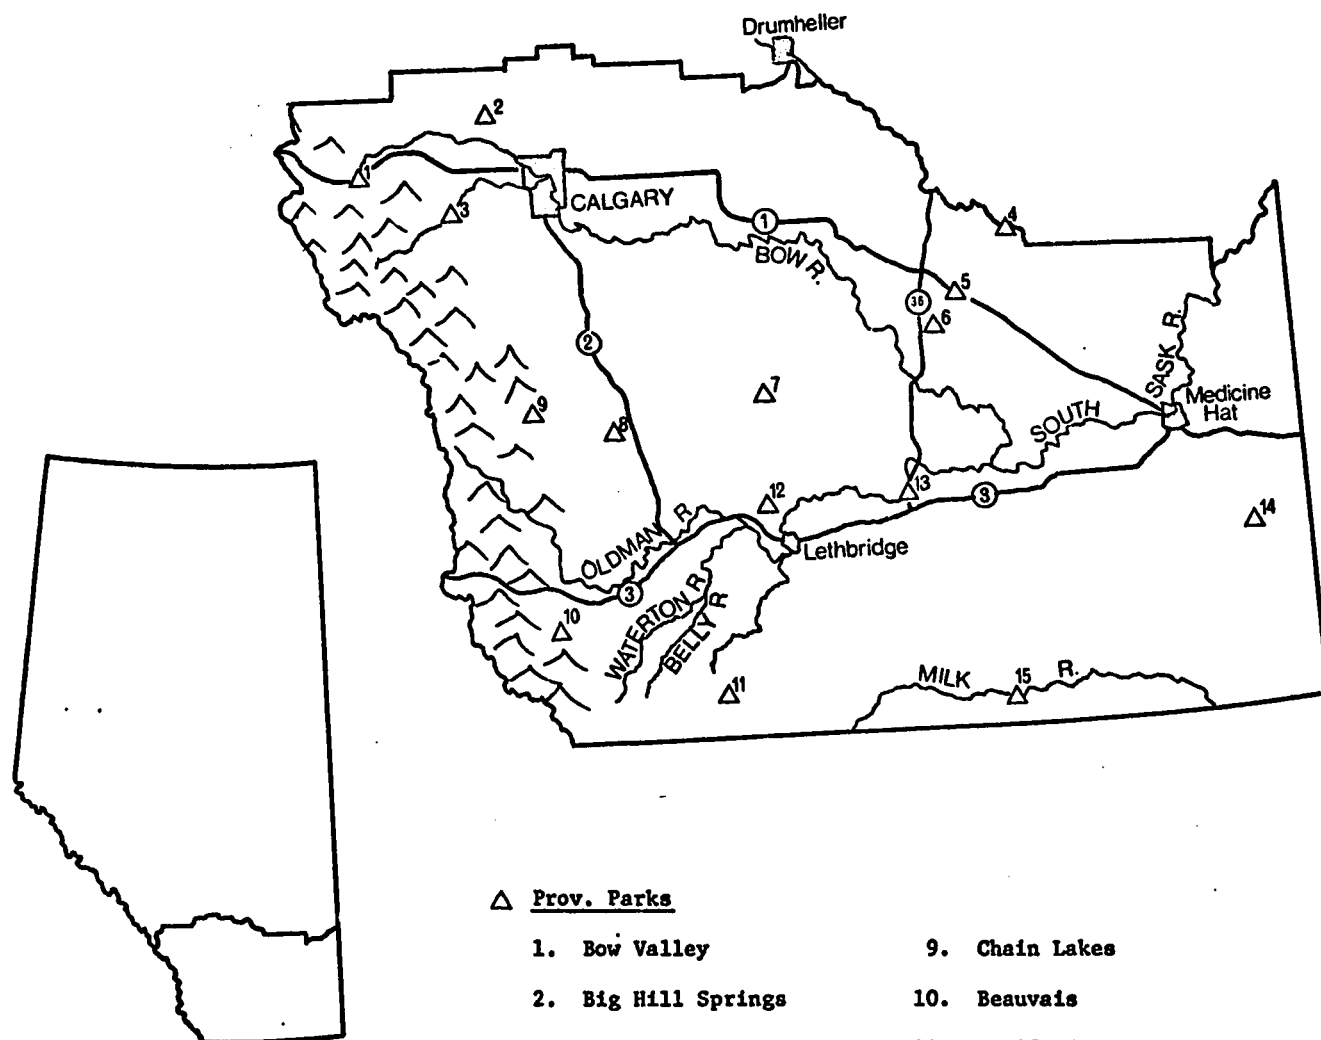 Drumheller
2
1
3
CALGARY
1
BOW R.
4
5
36
6
2
SASK R.
7
Medicine
Hat
9
8
SOUTH
12
13
3
14
OLDMAN R.
Lethbridge
3
WATERTON R.
BELLY R
10
11
MILK R.
15
Prov. Parks
1. Bow Valley
9. Chain Lakes
2. Big Hill Springs
10. Beauvais